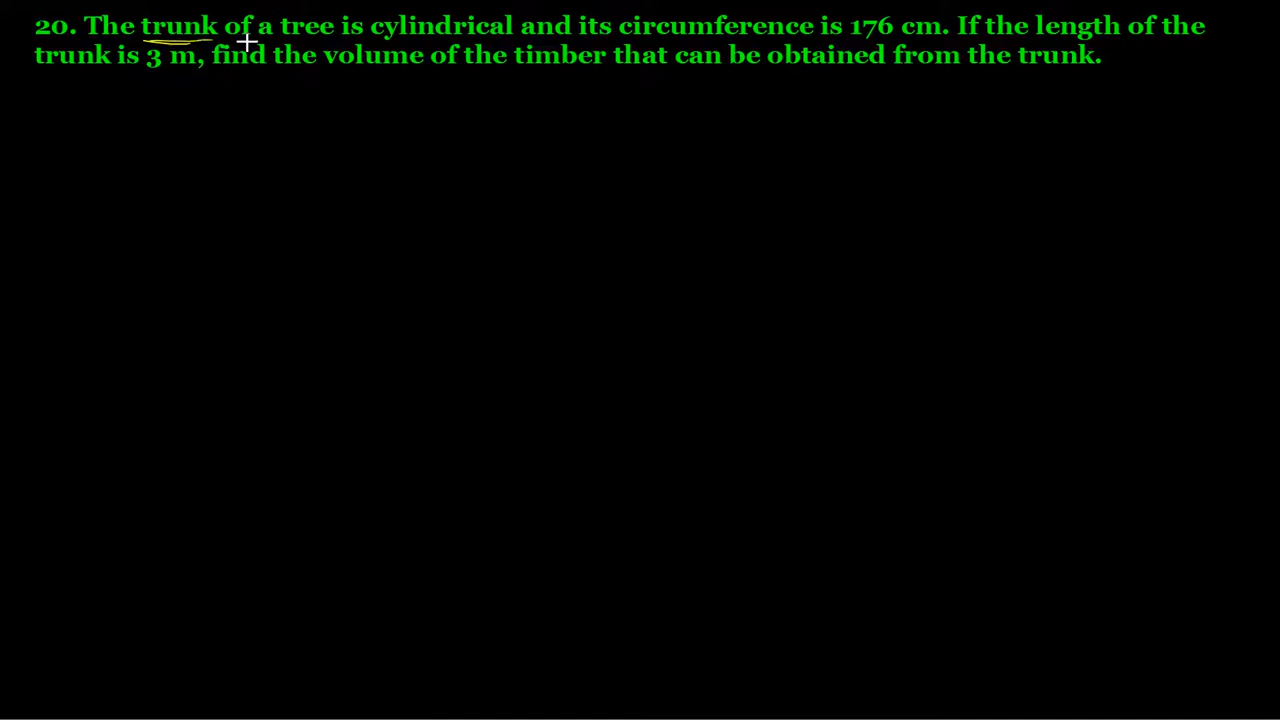 20. The trunk of a tree is cylindrical and its circumference is 176 cm. If the length of the
trunk is 3 m, find the volume of the timber that can be obtained from the trunk.